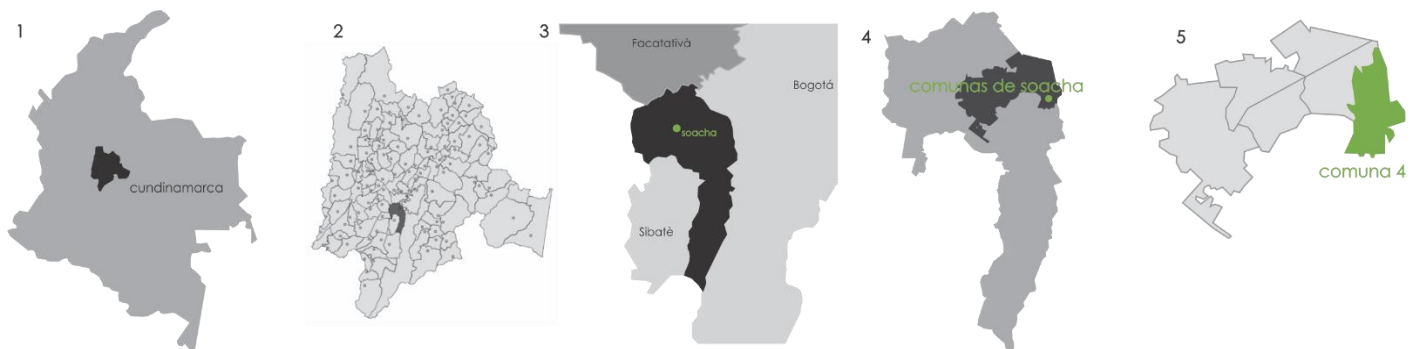 1
cundinamarca
2
3
Facatativà
Bogotá
soacha
Sibatè
4
comunas de soacha
5
comuna 4